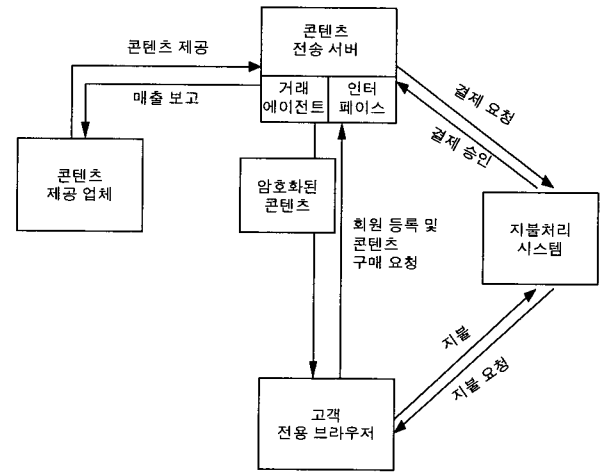 콘텐츠
전송 서버
콘텐츠 제공
거래
에이전트
인터
페이스
매출 보고
결제 요청
결제 승인
콘텐츠
제공 업체
암호화된
콘텐츠
회원 등록 및
콘텐츠
구매 요청
지불처리
시스템
지불
지불 요청
고객
전용 브라우저